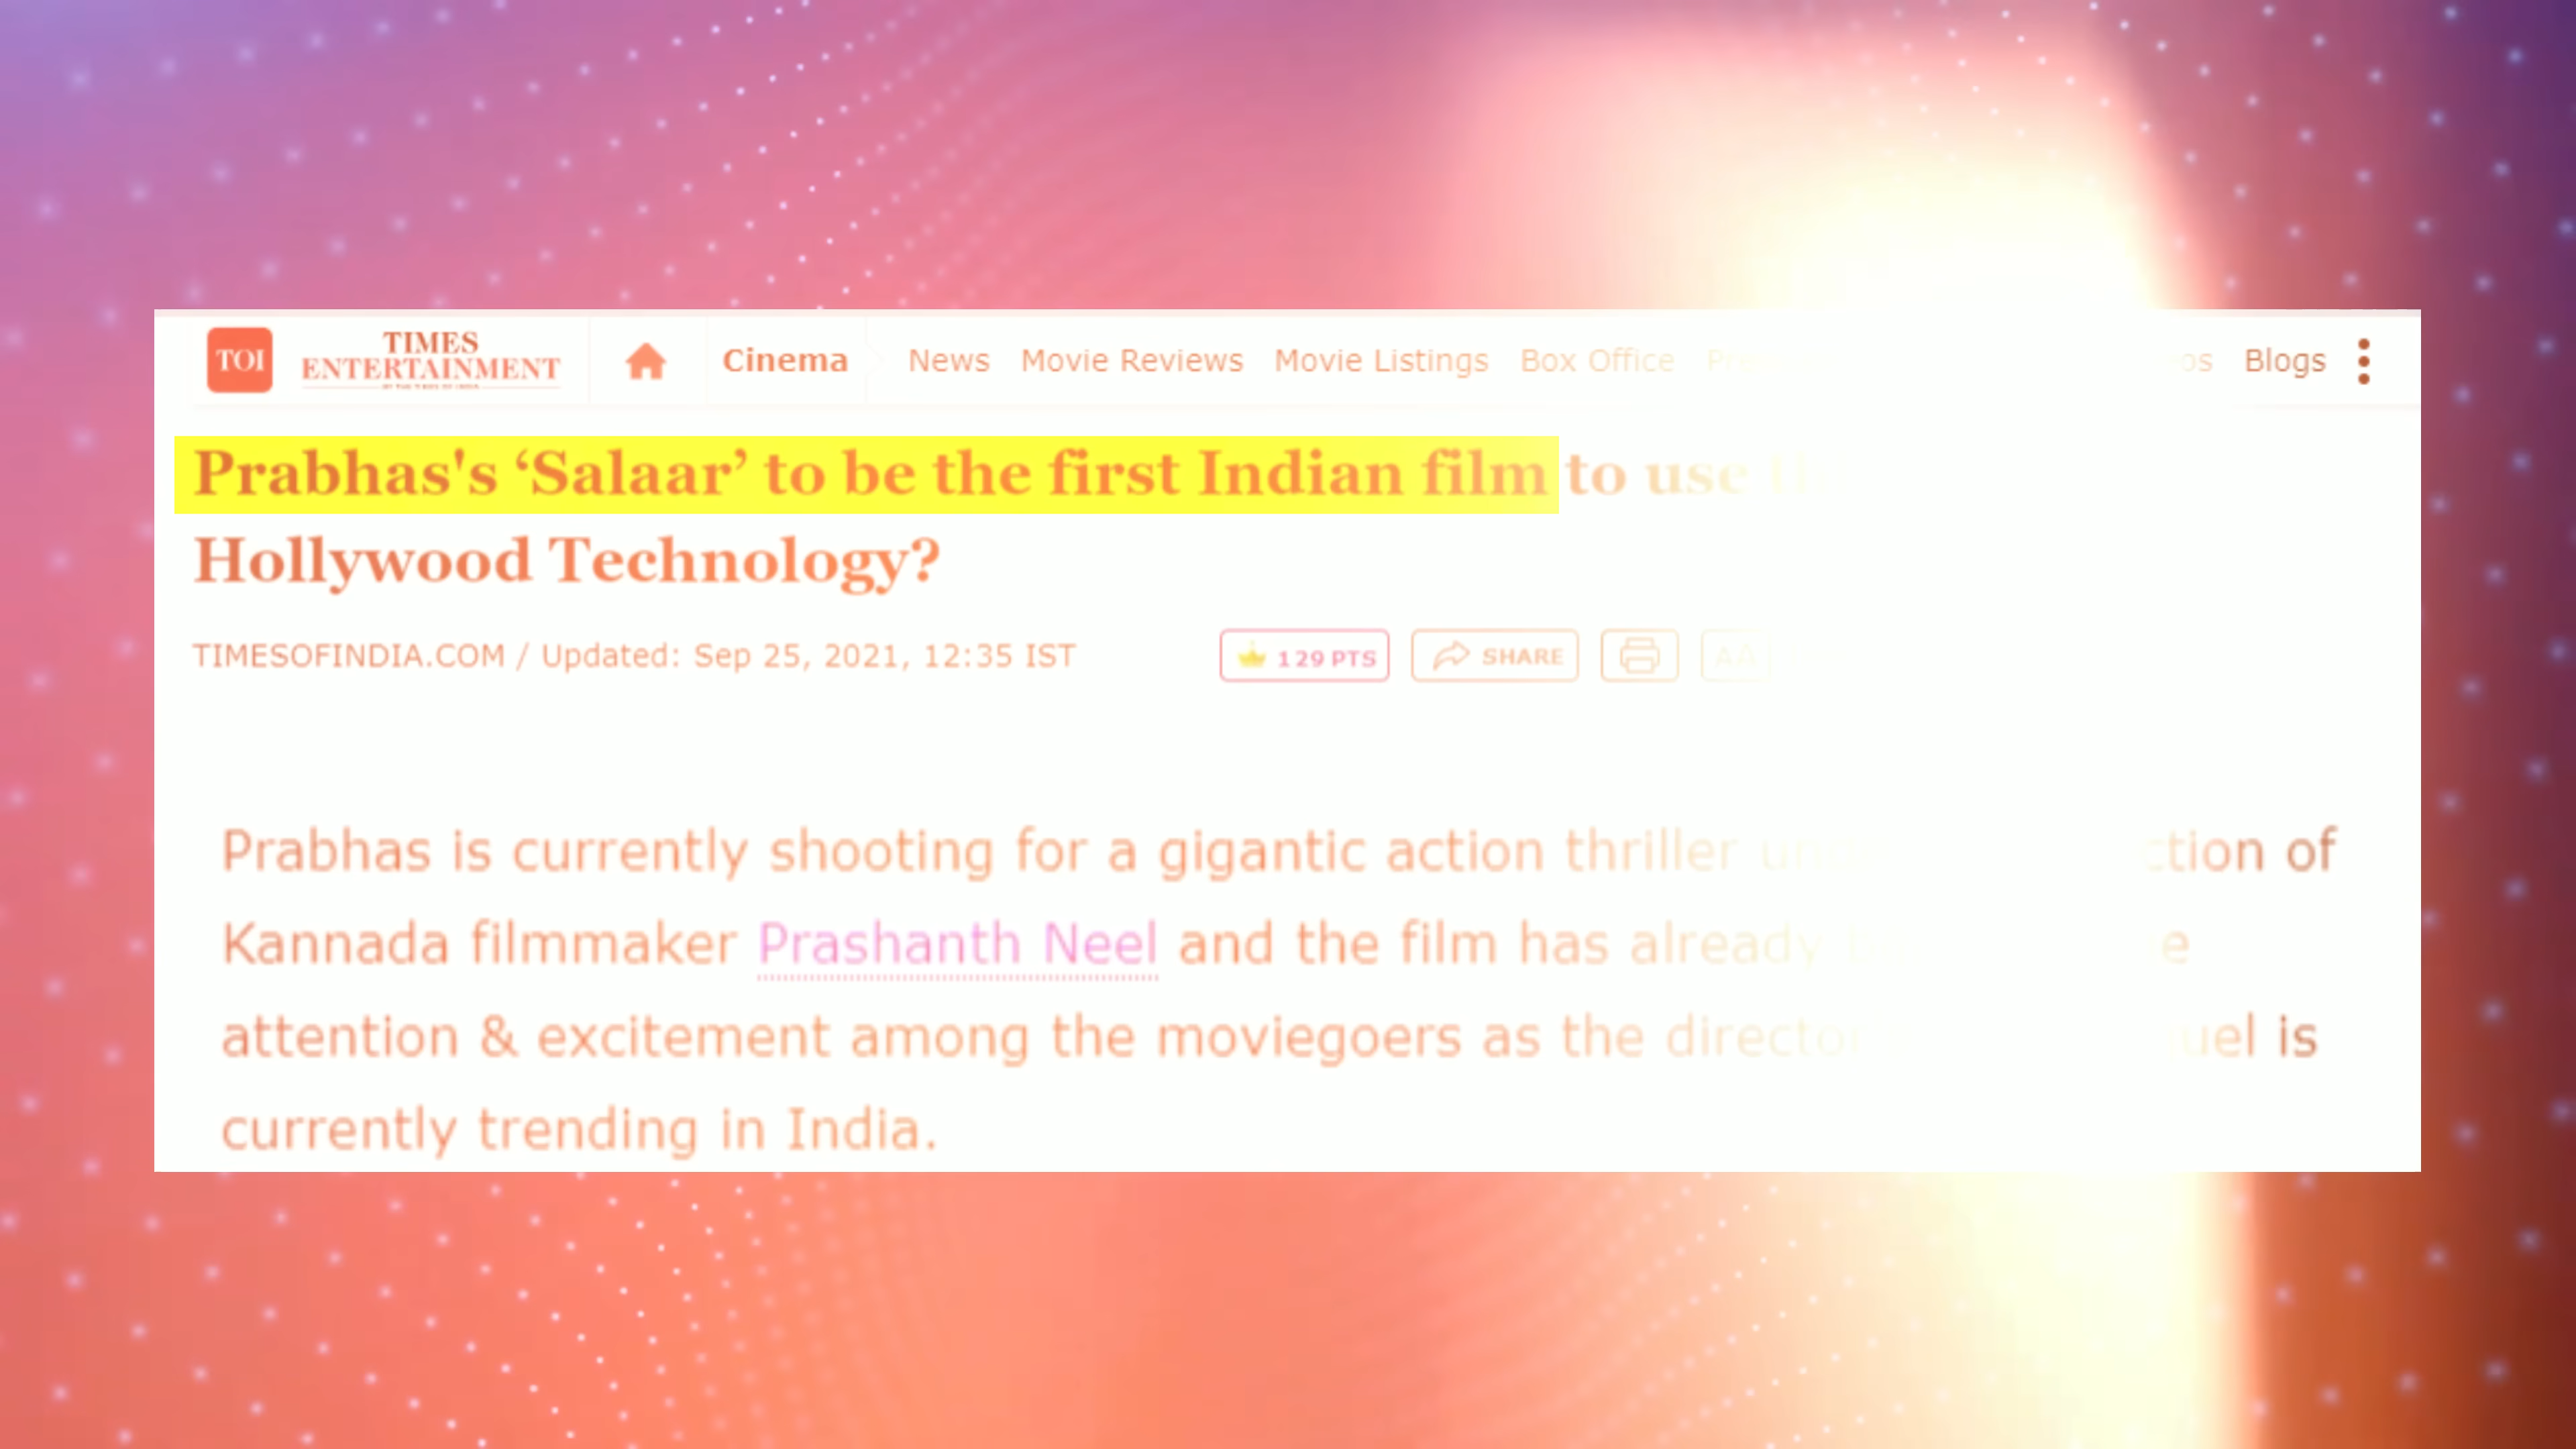 TOI TIMES ENTERTAINMENT Cinema News Movie Reviews Movie Listings Box Office Blogs
Prabhas's ‘Salaar’ to be the first Indian film to use
Hollywood Technology?
TIMESOFINDIA.COM / Updated: Sep 25, 2021, 12:35 IST 129 PTS SHARE AA
Prabhas is currently shooting for a gigantic action thriller of
Kannada filmmaker Prashanth Neel and the film has already
attention & excitement among the moviegoers as the is
currently trending in India.